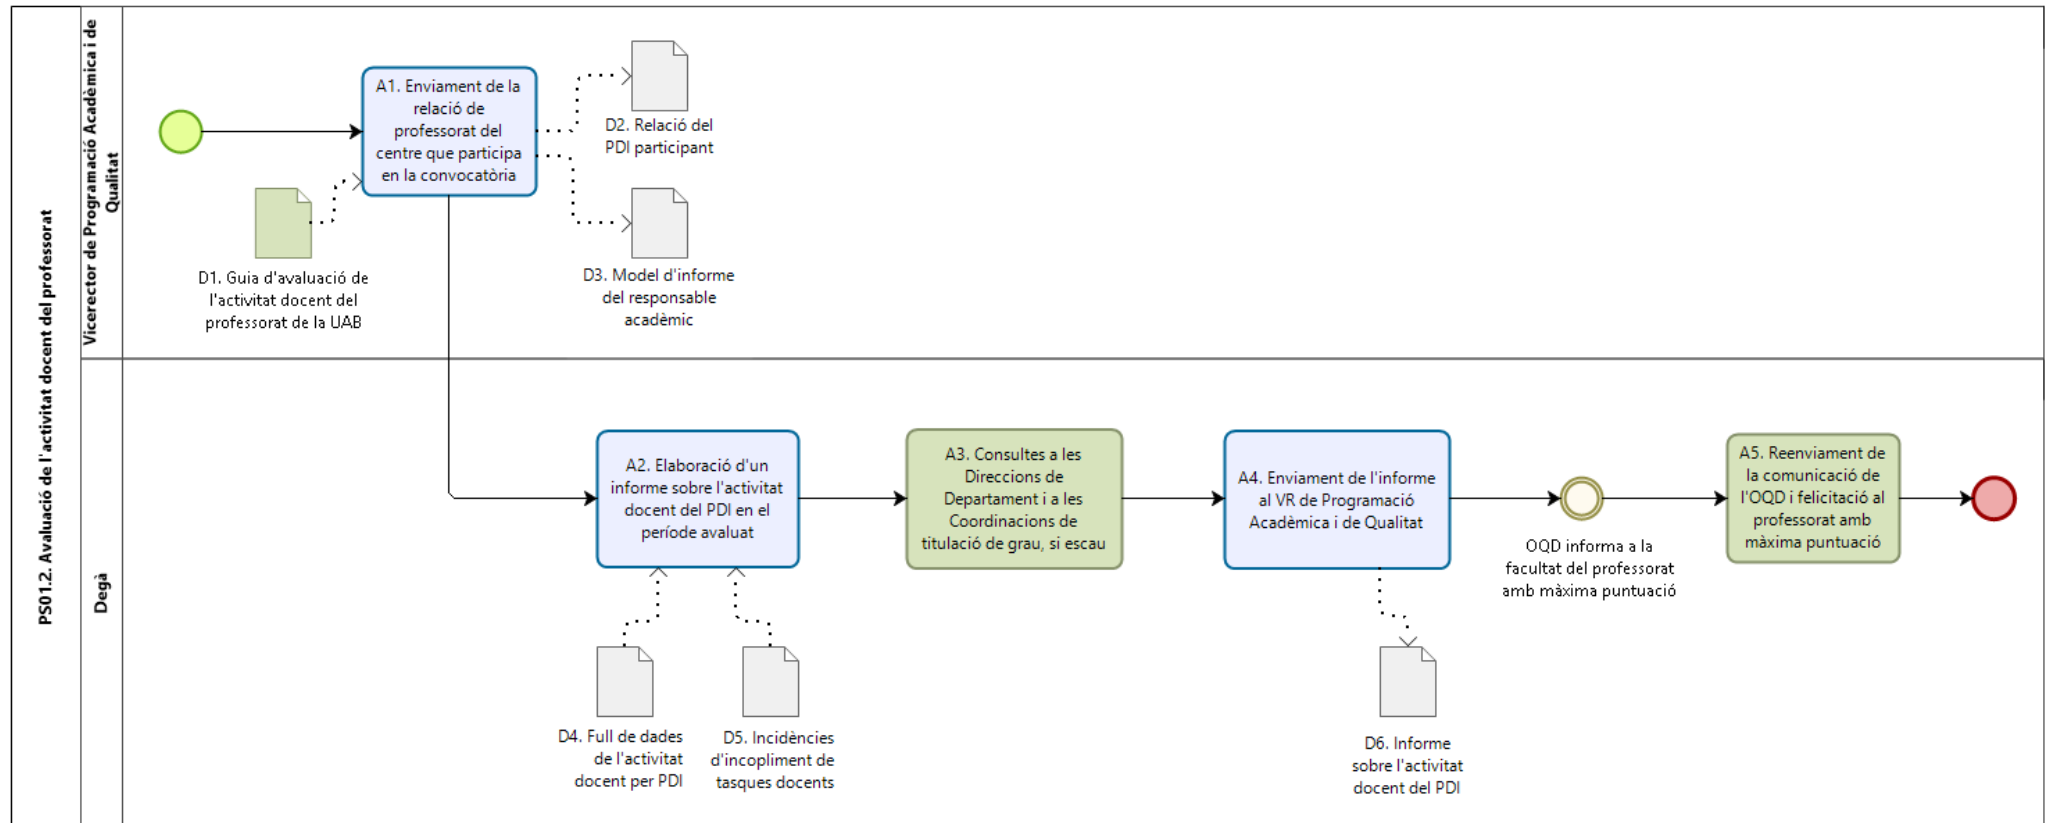 PS01.2. Avaluació de l'activitat docent del professorat
Vicerector de Programació Acadèmica i de
Qualitat
A1. Enviament de la
relació de
professorat del
centre que participa
en la convocatòria
D1. Guia d'avaluació de
l'activitat docent del
professorat de la UAB
D2. Relació del
PDI participant
D3. Model d'informe
del responsable
acadèmic
Degà
A2. Elaboració d'un
informe sobre l'activitat
docent del PDI en el
període avaluat
D4. Full de dades
de l'activitat
docent per PDI
D5. Incidències
d'incopliment de
tasques docents
A3. Consultes a les
Direccions de
Departament i a les
Coordinacions de
titulació de grau, si escau
A4. Enviament de l'informe
al VR de Programació
Acadèmica i de Qualitat
D6. Informe
sobre l'activitat
docent del PDI
OQD informa a la
facultat del professorat
amb màxima puntuació
A5. Reenviament de
la comunicació de
l'OQD i felicitació al
professorat amb
màxima puntuació